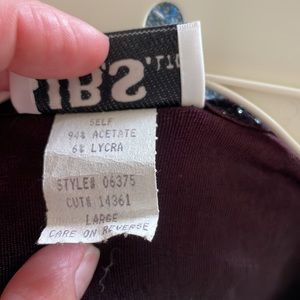 SELF
94% ACETATE
6% LYCRA
STYLE# 06375
CUT# 14361
LARGE
CARE ON REVERSE